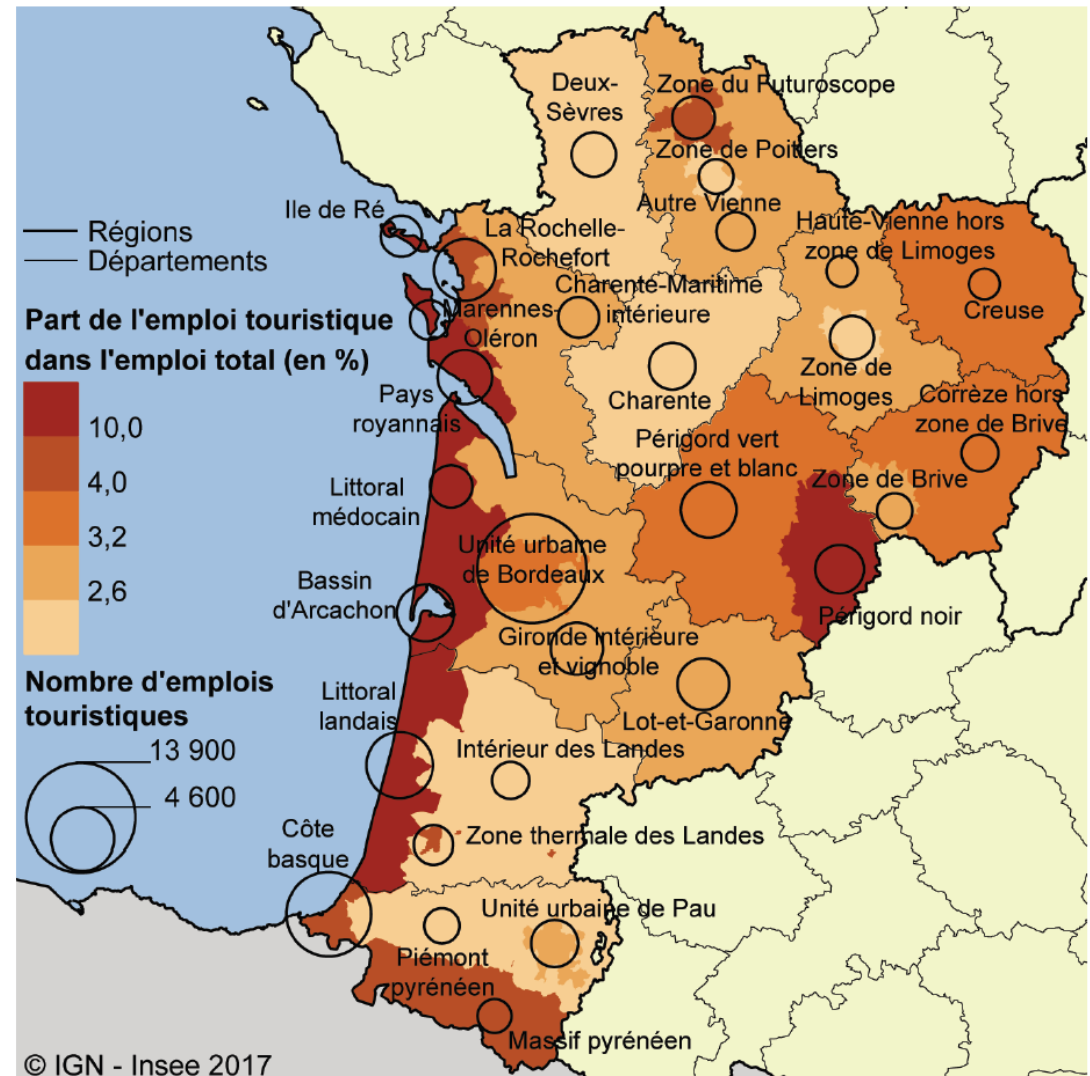 Deux-
Sèvres
Zone du Futuroscope
Zone de Poitiers
Autre Vienne
Ile de Ré
La Rochelle-
Rochefort
Haute-Vienne hors
zone de Limoges
Régions
Départements
Charente-Maritime
intérieure
Creuse
Marennes-
Oléron
Part de l'emploi touristique
dans l'emploi total (en %)
10,0
4,0
3,2
2,6
Pays
royannais
Charente
Zone de
Limoges
Corrèze hors
zone de Brive
Périgord vert
pourpre et blanc
Zone de Brive
Littoral
médocain
Unité urbaine
de Bordeaux
Bassin
d'Arcachon
Périgord noir
Gironde intérieure
et vignoble
Nombre d'emplois
touristiques
13 900
4 600
Littoral
landais
Lot-et-Garonne
Intérieur des Landes
Côte
basque
Zone thermale des Landes
Unité urbaine de Pau
Piémont
pyrénéen
Massif pyrénéen
© IGN - Insee 2017